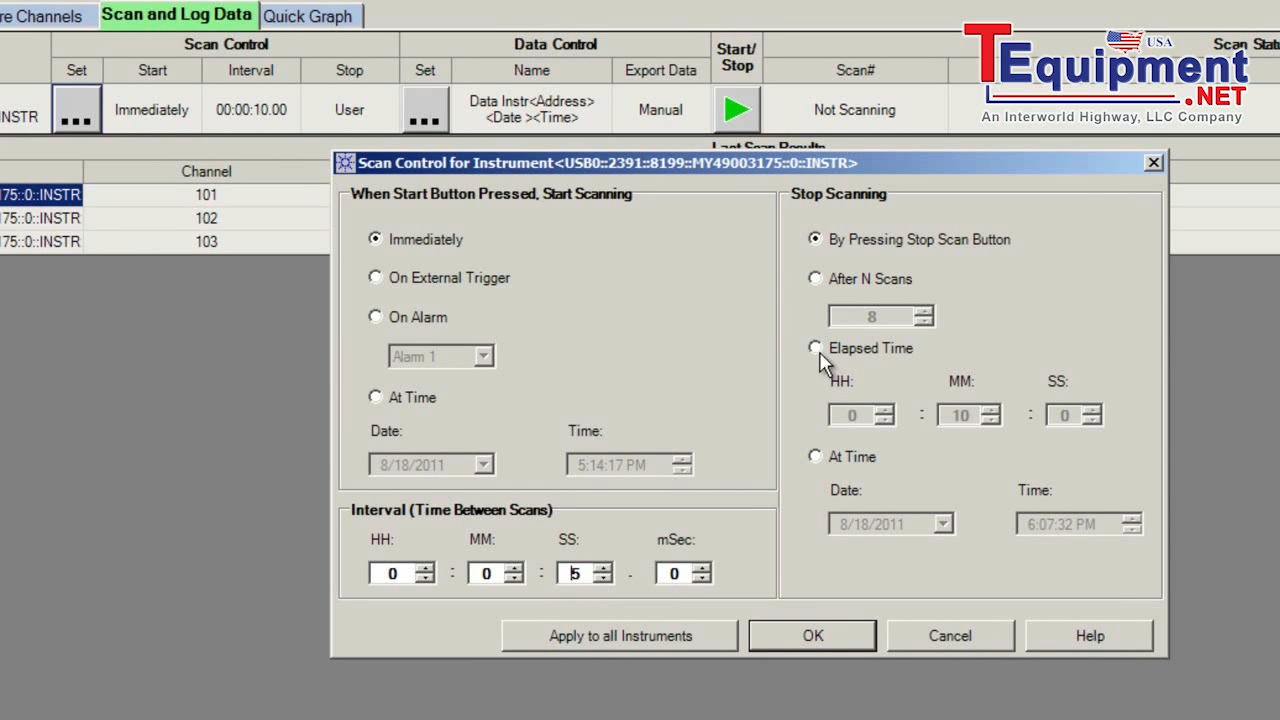 re Channels Scan and Log Data Quick Graph
Scan Control Data Control Start/ Stop Scan Statu
Set Start Interval Stop Set Name Export Data Scan#
INSTR ... Immediately 00:00:10.00 User ... Data Instr<Address> <Date ><Time> Manual Not Scanning
TEquipment USA
.NET
An Interworld Highway, LLC Company
Last Scan Results
Channel
175::0::INSTR 101
75::0::INSTR 102
75::0::INSTR 103
Scan Control for Instrument<USB0::2391::8199::MY49003175::0::INSTR>
When Start Button Pressed, Start Scanning
Immediately
On External Trigger
On Alarm
Alarm 1
At Time
Date: Time:
8/18/2011 5:14:17 PM
Interval (Time Between Scans)
HH: MM: SS: mSec:
0 : 0 : 5 . 0
Stop Scanning
By Pressing Stop Scan Button
After N Scans
8
Elapsed Time
HH: MM: SS:
0 : 10 : 0
At Time
Date: Time:
8/18/2011 6:07:32 PM
Apply to all Instruments OK Cancel Help